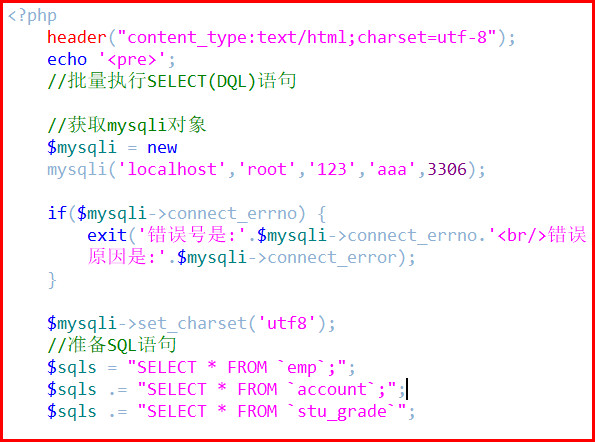 <?php
header("content_type:text/html;charset=utf-8");
echo '<pre>';
//批量执行SELECT(DQL)语句
//获取mysqli对象
$mysqli = new
mysqli('localhost','root','123','aaa',3306);
if($mysqli->connect_errno) {
exit('错误号是:'.$mysqli->connect_errno.'<br/>错误
原因是:'.$mysqli->connect_error);
}
$mysqli->set_charset('utf8');
//准备SQL语句
$sqls = "SELECT * FROM `emp`;";
$sqls .= "SELECT * FROM `account`;";
$sqls .= "SELECT * FROM `stu_grade`";